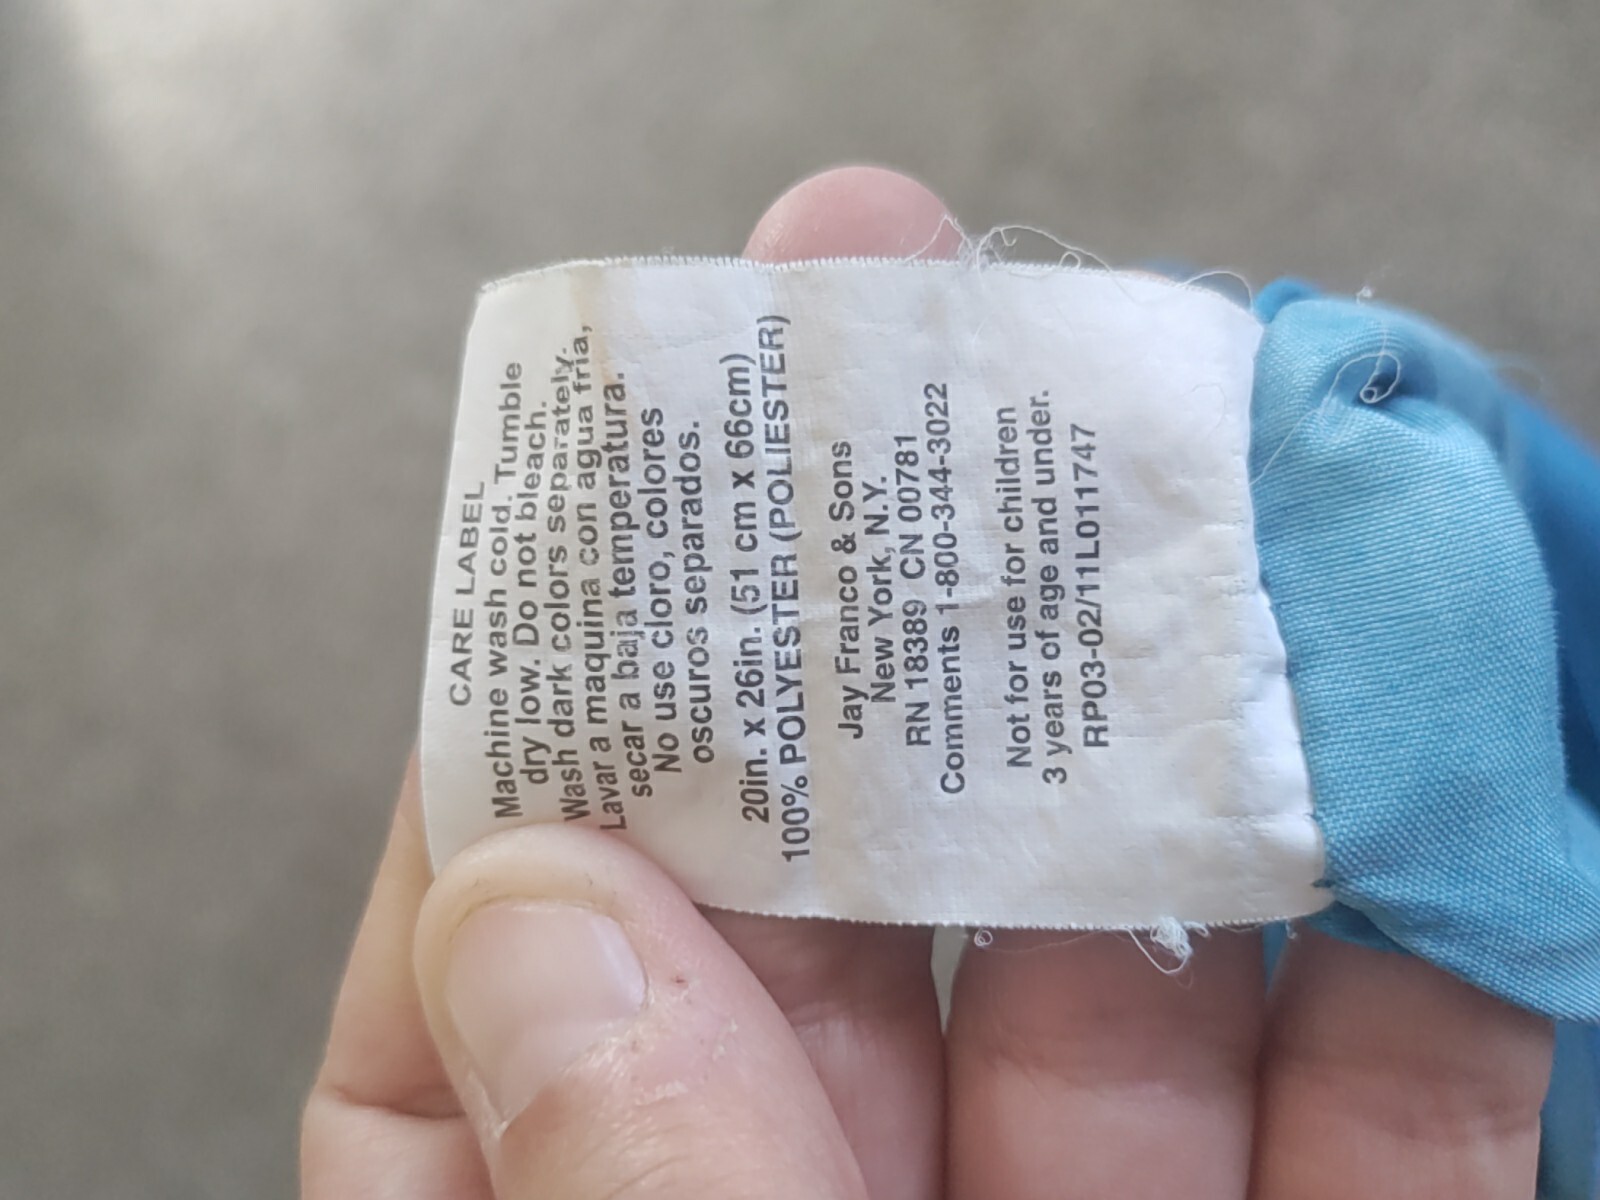 CARE LABEL
Machine wash cold. Tumble
dry low. Do not bleach.
Wash dark colors separately.
Lavar a maquina con agua fria,
secar a baja temperatura.
No use cloro, colores
oscuros separados.
20in. x 26in. (51 cm x 66cm)
100% POLYESTER (POLIESTER)
Jay Franco & Sons
New York, N.Y.
RN 18389 CN 00781
Comments 1-800-344-3022
Not for use for children
3 years of age and under.
RP03-02/11L011747